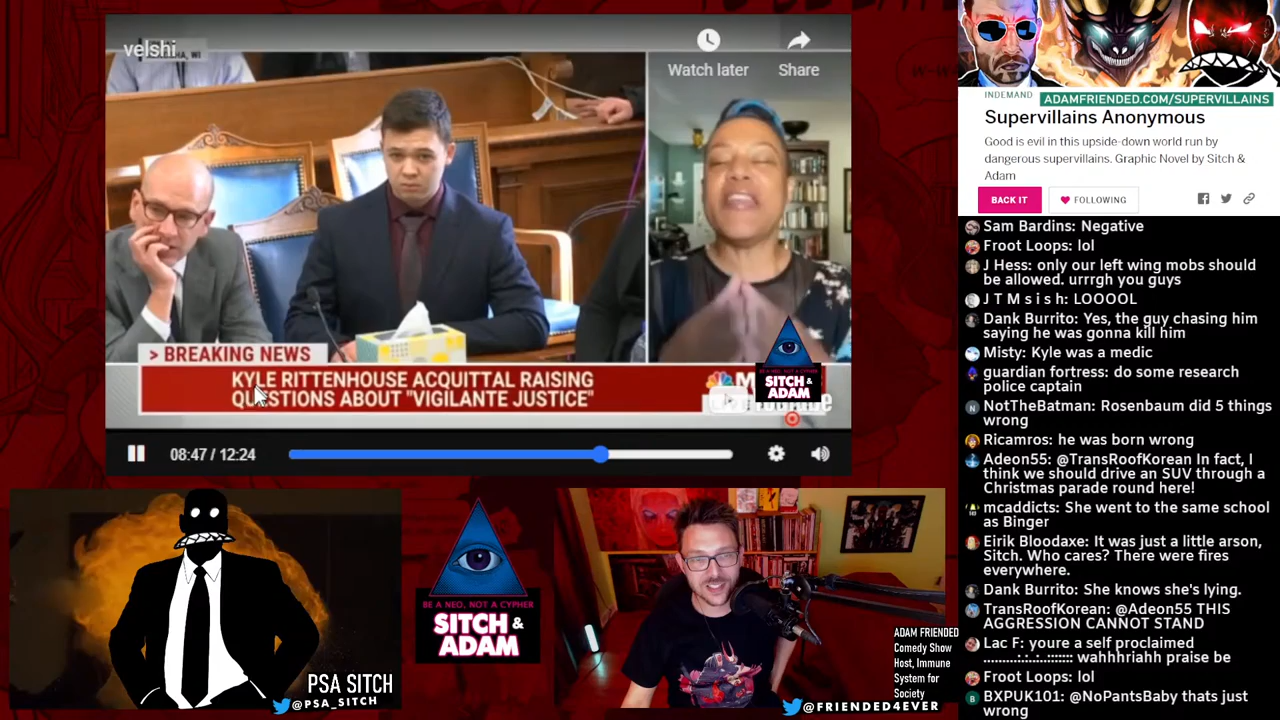 velshi
, WI
Watch later
Share
> BREAKING NEWS
KYLE RITTENHOUSE ACQUITTAL RAISING
QUESTIONS ABOUT "VIGILANTE JUSTICE"
BE A NEO, NOT A CYPHER
SITCH &
ADAM
08:47 / 12:24
PSA SITCH
@PSA_SITCH
BE A NEO, NOT A CYPHER
SITCH &
ADAM
ADAM FRIENDED
Comedy Show
Host, Immune
System for
Society
@FRIENDED4EVER
INDEMAND
ADAMFRIENDED.COM/SUPERVILLAINS
Supervillains Anonymous
Good is evil in this upside-down world run by
dangerous supervillains. Graphic Novel by Sitch &
Adam
BACK IT
FOLLOWING
Sam Bardins: Negative
Froot Loops: lol
J Hess: only our left wing mobs should
be allowed. urrrgh you guys
J T M s i s h: LOOOOL
Dank Burrito: Yes, the guy chasing him
saying he was gonna kill him
Misty: Kyle was a medic
guardian fortress: do some research
police captain
NotTheBatman: Rosenbaum did 5 things
wrong
Ricamros: he was born wrong
Adeon55: @TransRoofKorean In fact, I
think we should drive an SUV through a
Christmas parade round here!
mcaddicts: She went to the same school
as Binger
Eirik Bloodaxe: It was just a little arson,
Sitch. Who cares? There were fires
everywhere.
Dank Burrito: She knows she's lying.
TransRoofKorean: @Adeon55 THIS
AGGRESSION CANNOT STAND
Lac F: youre a self proclaimed
wahhhriahh praise be
Froot Loops: lol
BXPUK101: @NoPantsBaby thats just
wrong